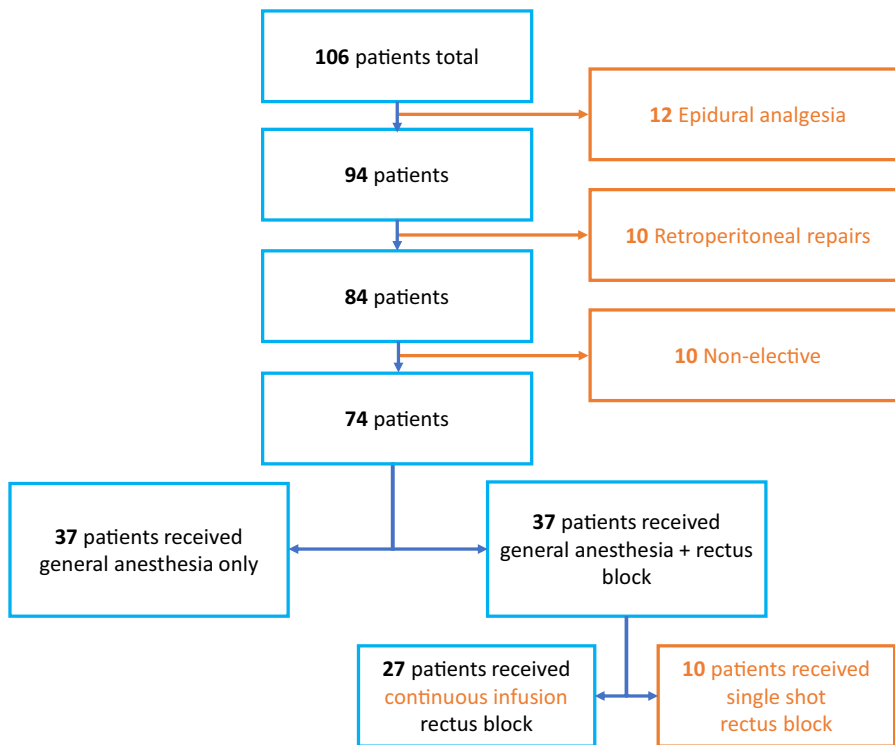 106 patients total
12 Epidural analgesia
94 patients
10 Retroperitoneal repairs
84 patients
10 Non-elective
74 patients
37 patients received
general anesthesia only
37 patients received
general anesthesia + rectus
block
27 patients received
continuous infusion
rectus block
10 patients received
single shot
rectus block